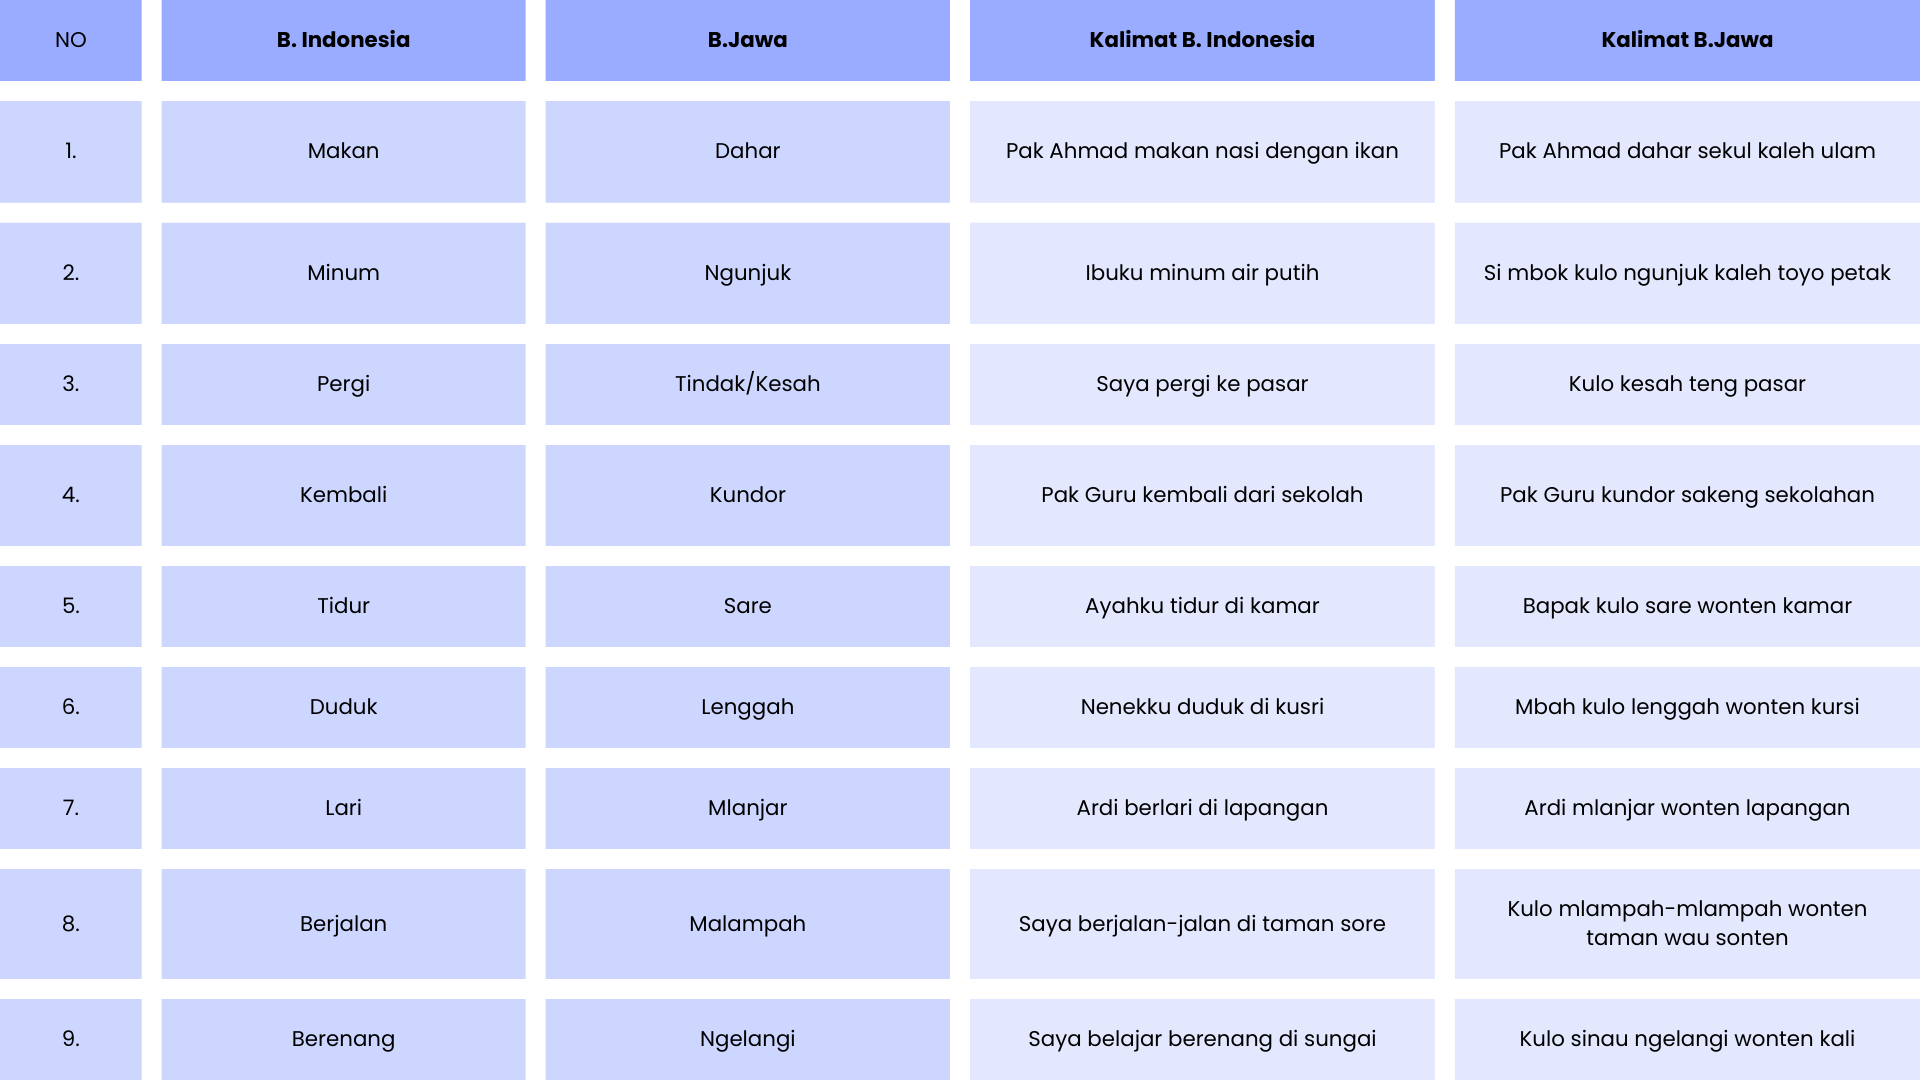 NO
B. Indonesia
B.Jawa
Kalimat B. Indonesia
Kalimat B.Jawa
1.
Makan
Dahar
Pak Ahmad makan nasi dengan ikan
Pak Ahmad dahar sekul kaleh ulam
2.
Minum
Ngunjuk
Ibuku minum air putih
Si mbok kulo ngunjuk kaleh toyo petak
3.
Pergi
Tindak/Kesah
Saya pergi ke pasar
Kulo kesah teng pasar
4.
Kembali
Kundor
Pak Guru kembali dari sekolah
Pak Guru kundor sakeng sekolahan
5.
Tidur
Sare
Ayahku tidur di kamar
Bapak kulo sare wonten kamar
6.
Duduk
Lenggah
Nenekku duduk di kusri
Mbah kulo lenggah wonten kursi
7.
Lari
Mlanjar
Ardi berlari di lapangan
Ardi mlanjar wonten lapangan
8.
Berjalan
Malampah
Saya berjalan-jalan di taman sore
Kulo mlampah-mlampah wonten
taman wau sonten
9.
Berenang
Ngelangi
Saya belajar berenang di sungai
Kulo sinau ngelangi wonten kali